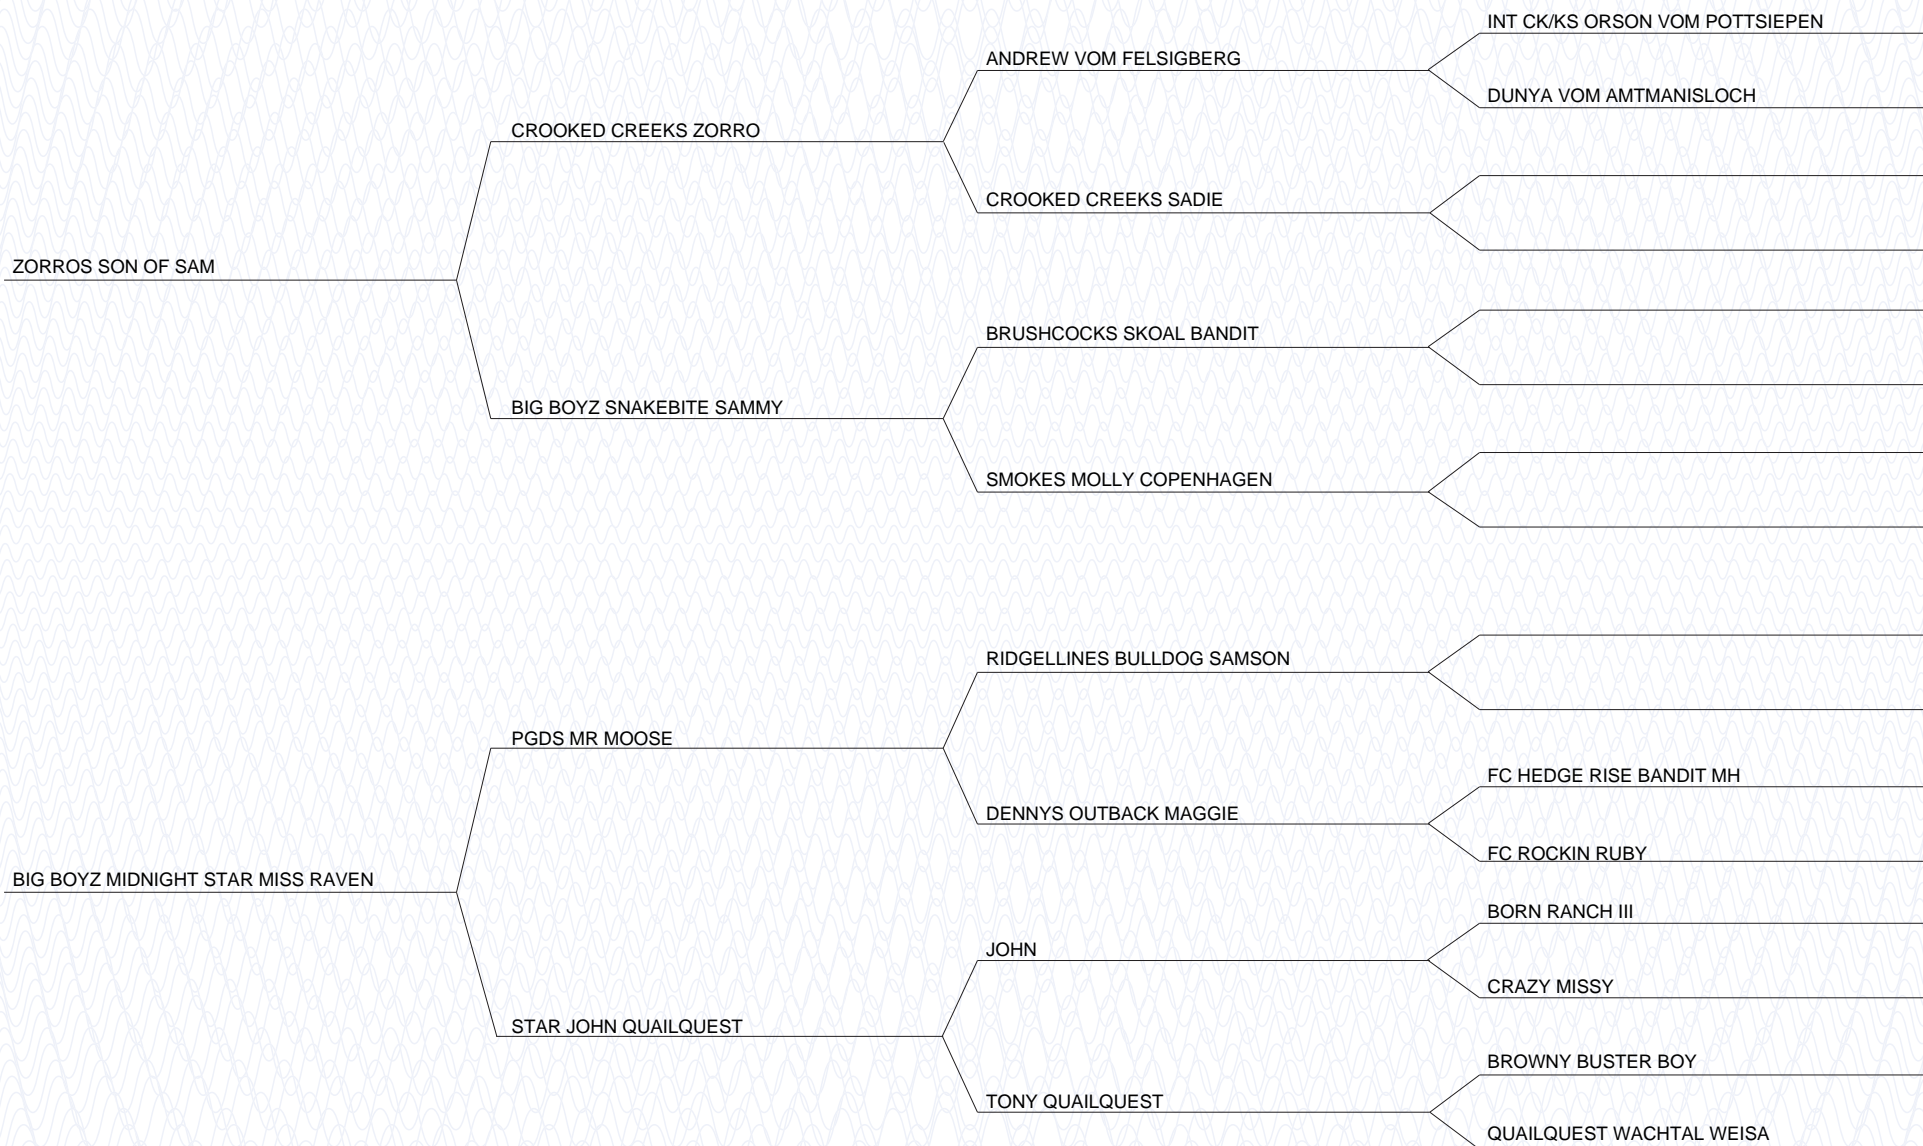 INT CK/KS ORSON VOM POTTSIEPEN
ANDREW VOM FELSIGBERG
DUNYA VOM AMTMANISLOCH
CROOKED CREEKS ZORRO
CROOKED CREEKS SADIE
ZORROS SON OF SAM
BRUSHCOCKS SKOAL BANDIT
BIG BOYZ SNAKEBITE SAMMY
SMOKES MOLLY COPENHAGEN
RIDGELLINES BULLDOG SAMSON
PGDS MR MOOSE
FC HEDGE RISE BANDIT MH
DENNYS OUTBACK MAGGIE
FC ROCKIN RUBY
BIG BOYZ MIDNIGHT STAR MISS RAVEN
BORN RANCH III
JOHN
CRAZY MISSY
STAR JOHN QUAILQUEST
BROWNY BUSTER BOY
TONY QUAILQUEST
QUAILQUEST WACHTAL WEISA